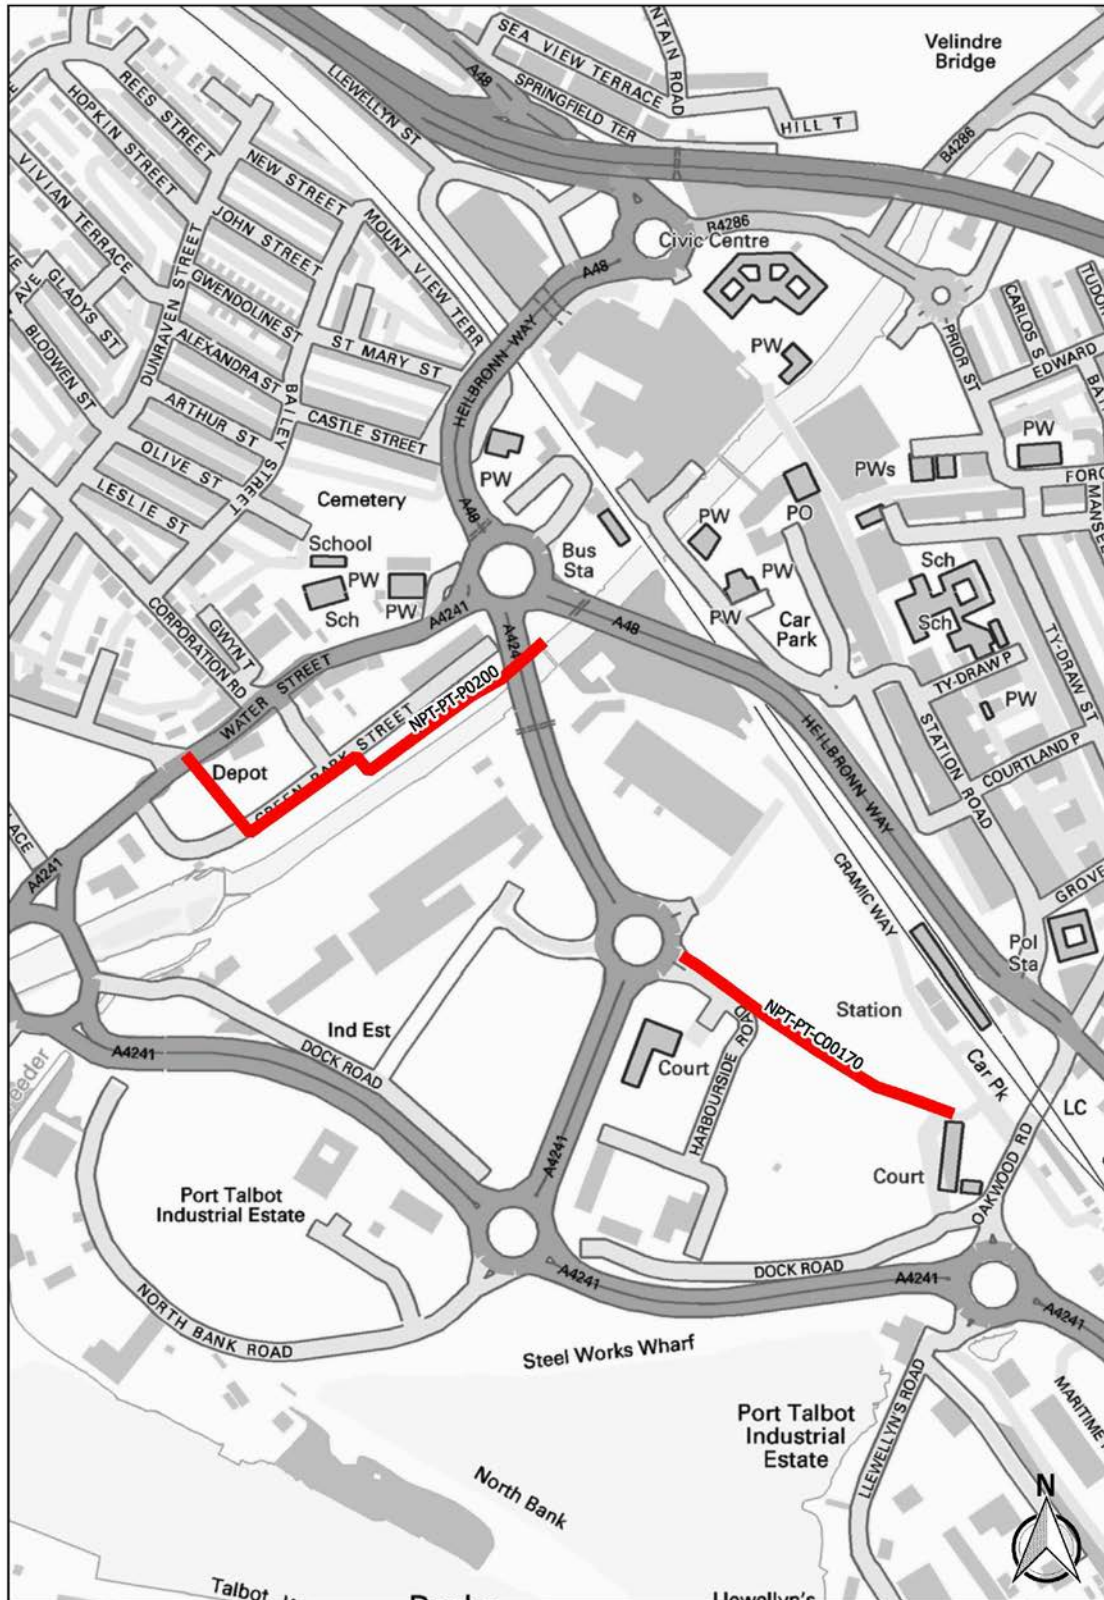 NTAIN ROAD
SEA VIEW TERRACE
A48
SPRINGFIELD TER
HILL T
Velindre
Bridge
B4286
LLEWELLYN ST
REES STREET
HOPKIN STREET
NEW STREET
VIVIAN TERRACE
JOHN STREET
MOUNT VIEW TERR
B4286
Civic Centre
A48
AVE
GLADYS ST
DUNRAVEN STREET
GWENDOLINE ST
BLODWEN ST
ALEXANDRA ST
ST MARY ST
HEILBRONN WAY
PW
PRIOR ST
CARLOS S
TUDOR
EDWARD
BAY
ARTHUR ST
BAILEY STREET
CASTLE STREET
OLIVE ST
LESLIE ST
PW
Cemetery
A48
PWs
PW
FORG
MANSEL
PO
PW
School
PW
Sch
PW
Bus
Sta
PW
PW
Car
Park
Sch
Sch
CORPORATION RD
GWYN T
A4241
A424
A48
TY-DRAW P
TY-DRAW ST
PW
WATER STREET
NPT-PT-P0200
GREEN PARK STREET
Depot
STATION ROAD
COURTLAND P
HEILBRONN WAY
LACE
A4241
CRAMIC WAY
GROVE
Pol
Sta
Station
NPT-PT-C00170
Ind Est
DOCK ROAD
A4241
Court
HARBOURSIDE ROAD
Car Pk
LC
eeder
A4241
Court
OAKWOOD RD
Port Talbot
Industrial Estate
DOCK ROAD
A4241
A4241
A4241
NORTH BANK ROAD
Steel Works Wharf
LLEWELLYN'S ROAD
MARITIME
Port Talbot
Industrial
Estate
North Bank
N
Talbot